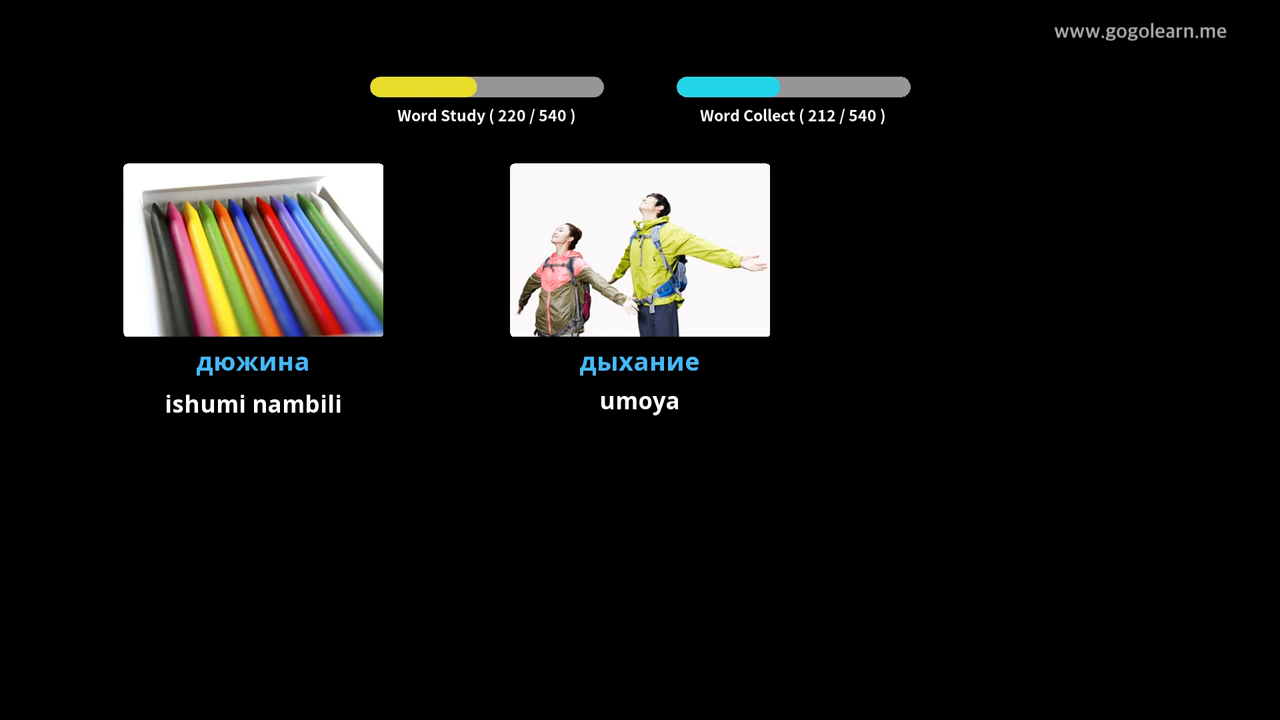 www.gogolearn.me
Word Study ( 220 / 540 )
Word Collect ( 212 / 540 )
дюжина
ishumi nambili
дыхание
umoya